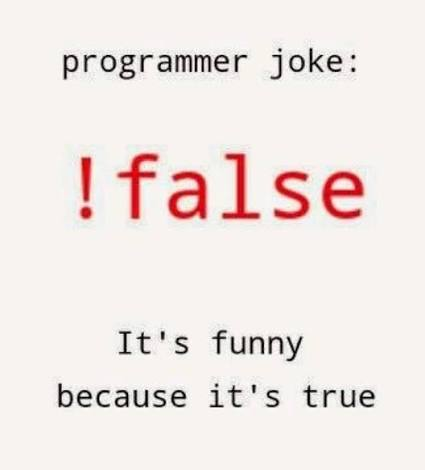 programmer joke:
!false
It's funny
because it's true